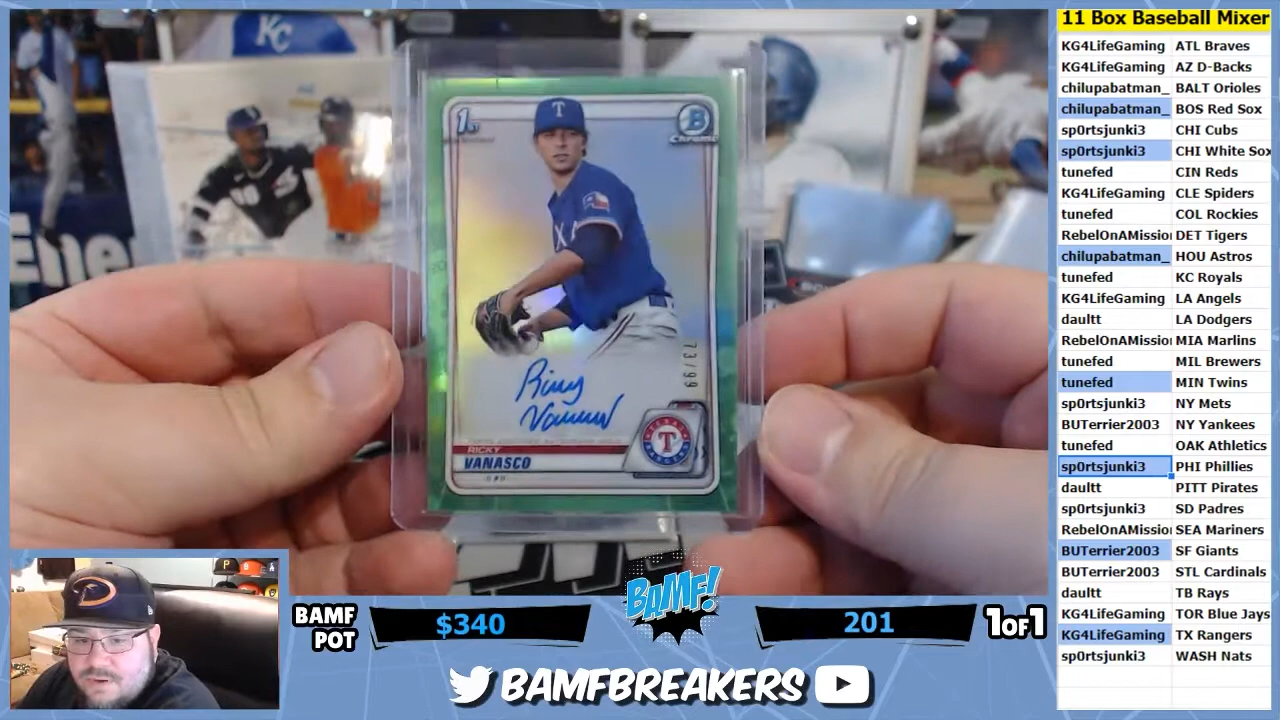 11 Box Baseball Mixer
KG4LifeGaming ATL Braves
KG4LifeGaming AZ D-Backs
chilupabatman_ BALT Orioles
chilupabatman_ BOS Red Sox
sp0rtsjunki3 CHI Cubs
sp0rtsjunki3 CHI White Sox
tunefed CIN Reds
KG4LifeGaming CLE Spiders
tunefed COL Rockies
RebelOnAMissio DET Tigers
chilupabatman_ HOU Astros
tunefed KC Royals
KG4LifeGaming LA Angels
daultt LA Dodgers
RebelOnAMissio MIA Marlins
tunefed MIL Brewers
tunefed MIN Twins
sp0rtsjunki3 NY Mets
BUTerrier2003 NY Yankees
tunefed OAK Athletics
sp0rtsjunki3 PHI Phillies
daultt PITT Pirates
sp0rtsjunki3 SD Padres
RebelOnAMissio SEA Mariners
BUTerrier2003 SF Giants
BUTerrier2003 STL Cardinals
daultt TB Rays
KG4LifeGaming TOR Blue Jays
KG4LifeGaming TX Rangers
sp0rtsjunki3 WASH Nats
KC
Ener
1st
T
B
Chrome
73/99
Ricky
Vanasco
T
RICKY
VANASCO
P
BAMF
POT
$340
BAMF!
201
1OF1
BAMFBREAKERS